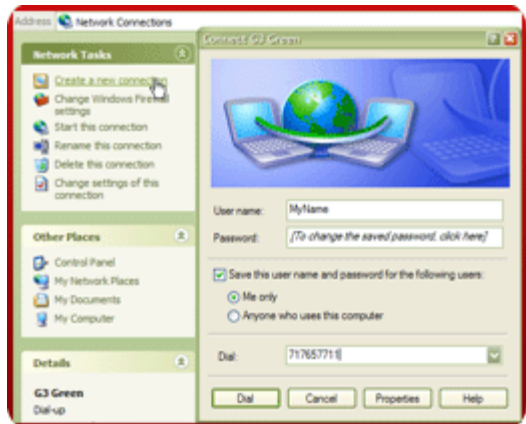 Address Network Connections
Network Tasks
Create a new connection
Change Windows Firewall
settings
Start this connection
Rename this connection
Delete this connection
Change settings of this
connection
Other Places
Control Panel
My Network Places
My Documents
My Computer
Details
G3 Green
Dial-up
Connect G3 Green
User name: MyName
Password: [To change the saved password, click here]
Save this user name and password for the following users:
Me only
Anyone who uses this computer
Dial: 717657711
Dial Cancel Properties Help